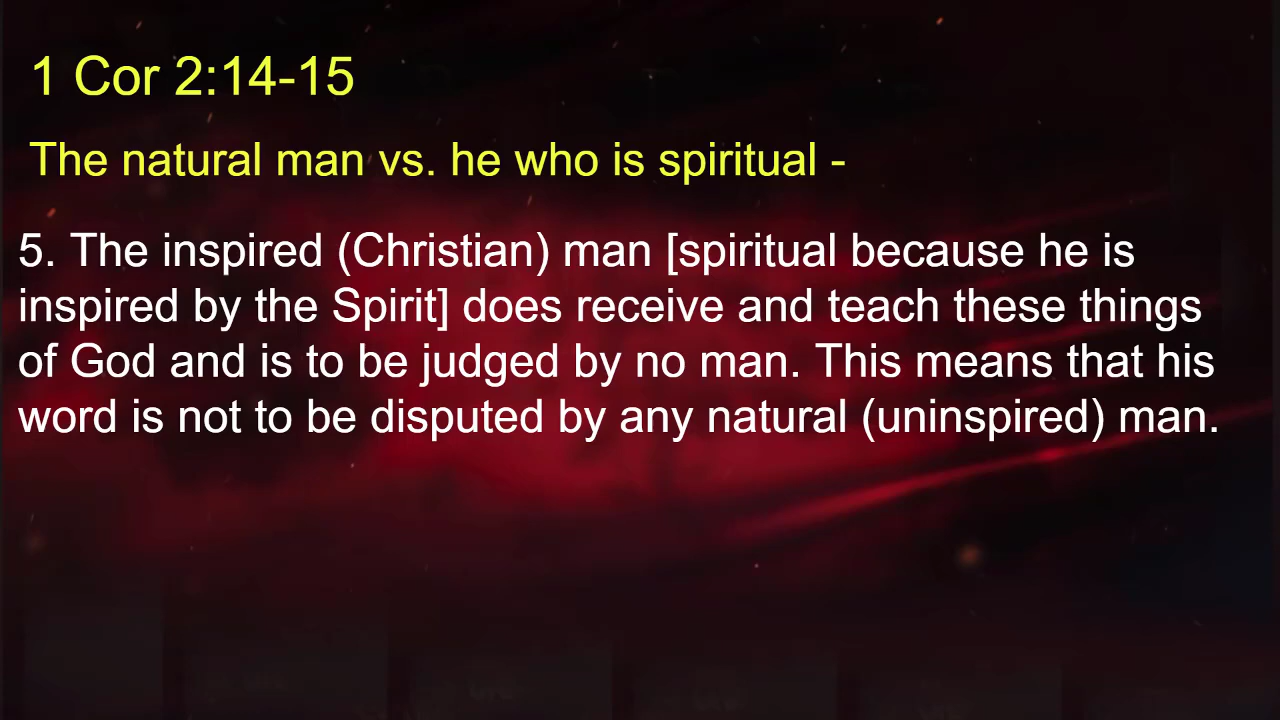 1 Cor 2:14-15
The natural man vs. he who is spiritual -
5. The inspired (Christian) man [spiritual because he is
inspired by the Spirit] does receive and teach these things
of God and is to be judged by no man. This means that his
word is not to be disputed by any natural (uninspired) man.